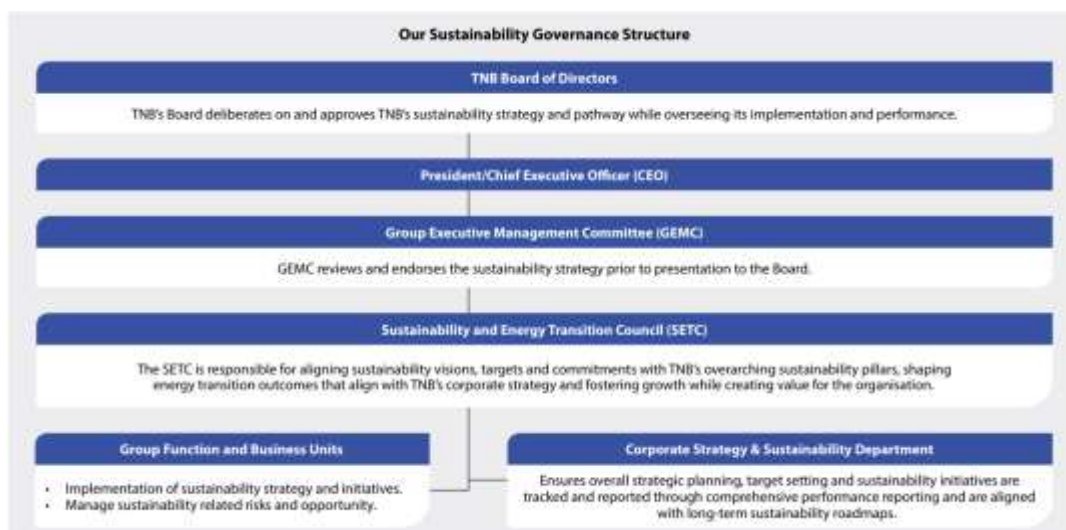 Our Sustainability Governance Structure
TNB Board of Directors
TNB's Board deliberates on and approves TNB's sustainability strategy and pathway while overseeing its implementation and performance.
President/Chief Executive Officer (CEO)
Group Executive Management Committee (GEMC)
GEMC reviews and endorses the sustainability strategy prior to presentation to the Board.
Sustainability and Energy Transition Council (SETC)
The SETC is responsible for aligning sustainability visions, targets and commitments with TNB's overarching sustainability pillars, shaping
energy transition outcomes that align with TNB's corporate strategy and fostering growth while creating value for the organisation.
Group Function and Business Units
• Implementation of sustainability strategy and initiatives.
• Manage sustainability related risks and opportunity.
Corporate Strategy & Sustainability Department
Ensures overall strategic planning, target setting and sustainability initiatives are
tracked and reported through comprehensive performance reporting and are aligned
with long-term sustainability roadmaps.